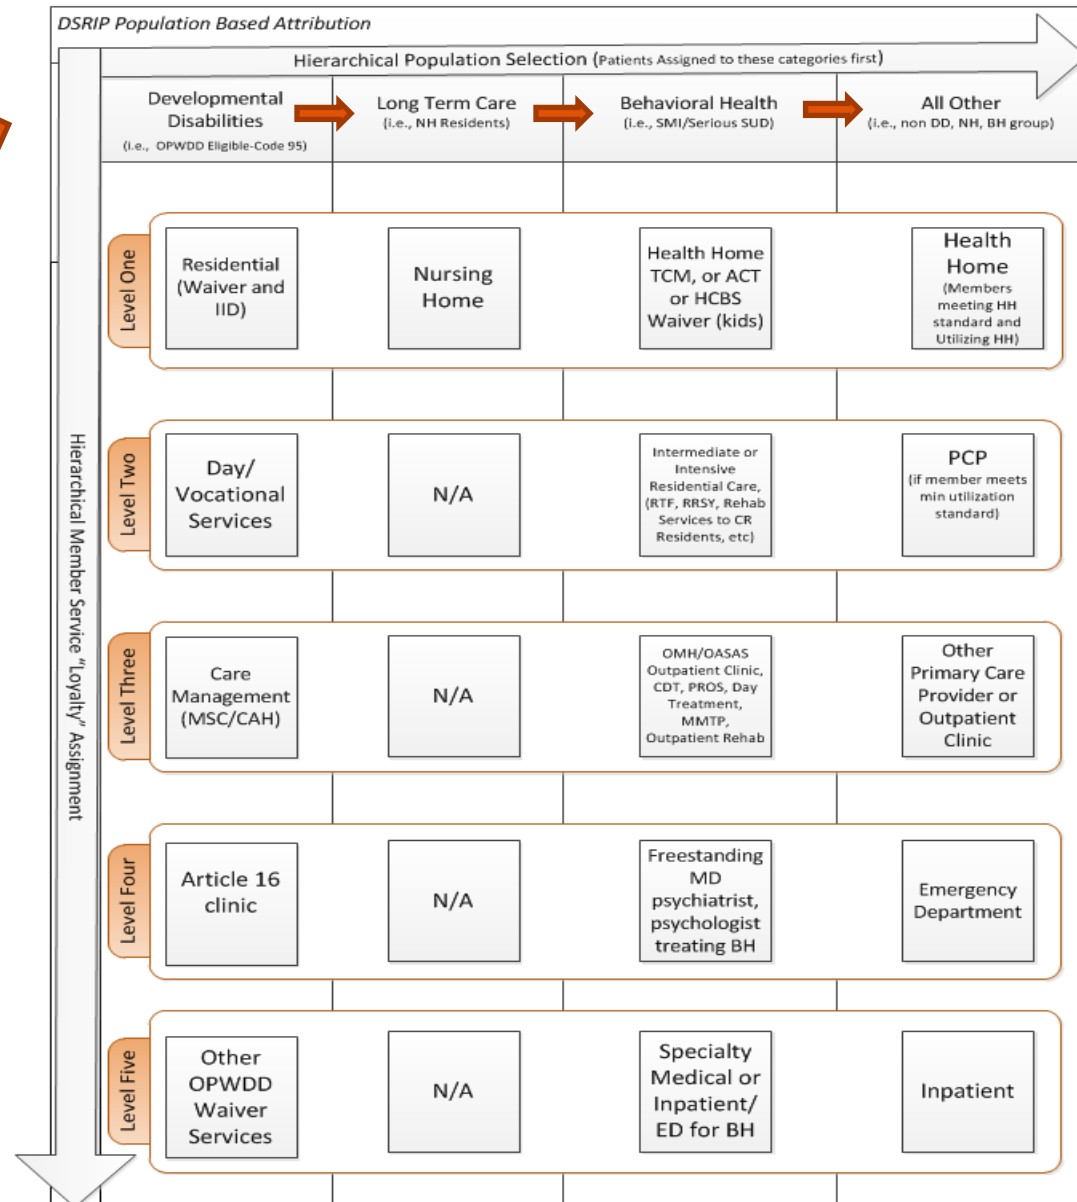 DSRIP Population Based Attribution
Hierarchical Population Selection (Patients Assigned to these categories first)
Developmental
Disabilities
(i.e., OPWDD Eligible-Code 95)
Long Term Care
(i.e., NH Residents)
Behavioral Health
(i.e., SMI/Serious SUD)
All Other
(i.e., non DD, NH, BH group)
Hierarchical Member Service "Loyalty" Assignment
Level One
Residential
(Waiver and
IID)
Nursing
Home
Health Home
TCM, or ACT
or HCBS
Waiver (kids)
Health
Home
(Members
meeting HH
standard and
Utilizing HH)
Level Two
Day/
Vocational
Services
N/A
Intermediate or
Intensive
Residential Care,
(RTF, RRSY, Rehab
Services to CR
Residents, etc)
PCP
(if member meets
min utilization
standard)
Level Three
Care
Management
(MSC/CAH)
N/A
OMH/OASAS
Outpatient Clinic,
CDT, PROS, Day
Treatment,
MMTP,
Outpatient Rehab
Other
Primary Care
Provider or
Outpatient
Clinic
Level Four
Article 16
clinic
N/A
Freestanding
MD
psychiatrist,
psychologist
treating BH
Emergency
Department
Level Five
Other
OPWDD
Waiver
Services
N/A
Specialty
Medical or
Inpatient/
ED for BH
Inpatient